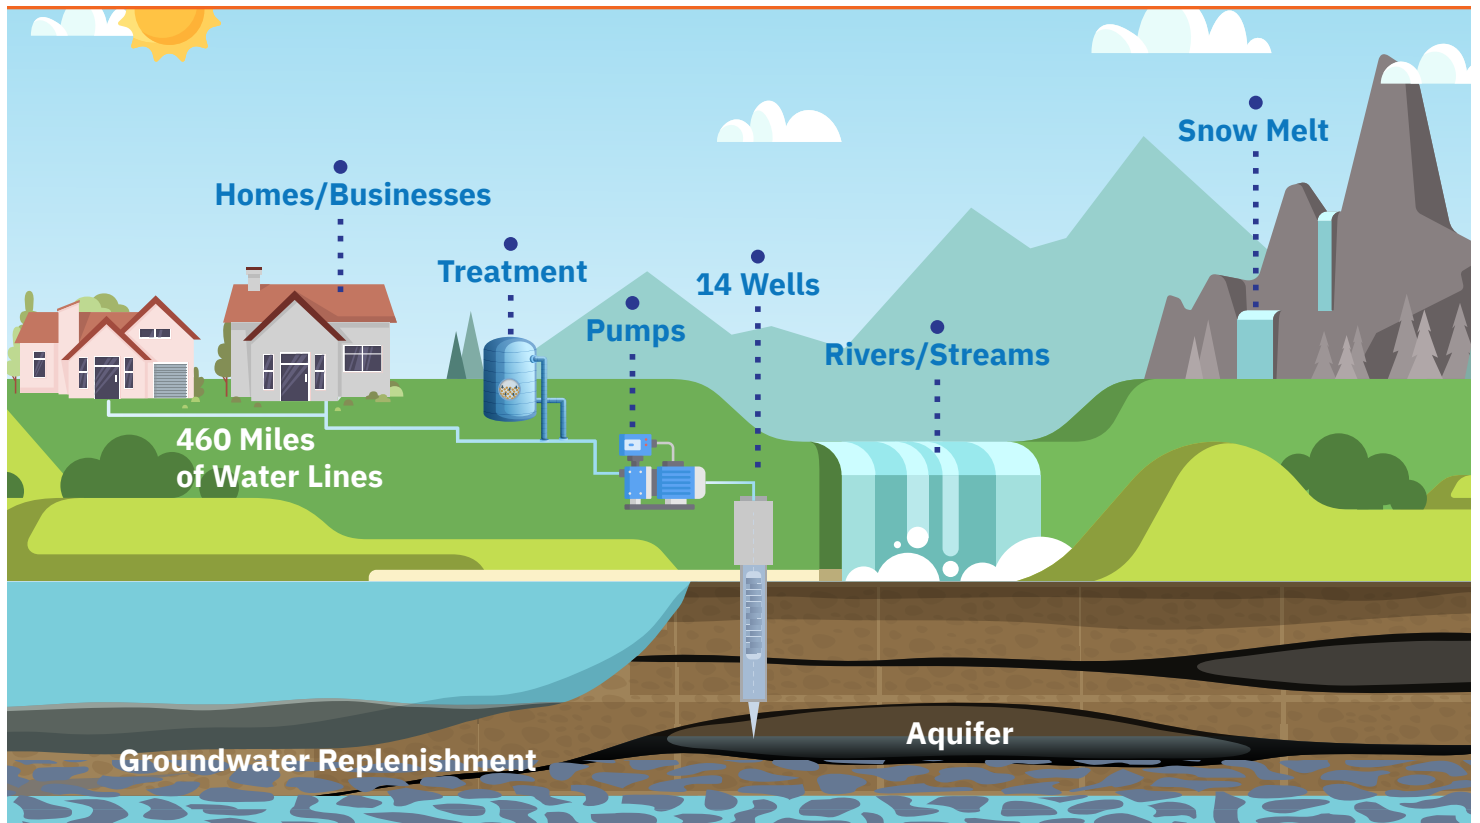 Snow Melt
Homes/Businesses
Treatment
14 Wells
Pumps
Rivers/Streams
460 Miles
of Water Lines
Aquifer
Groundwater Replenishment